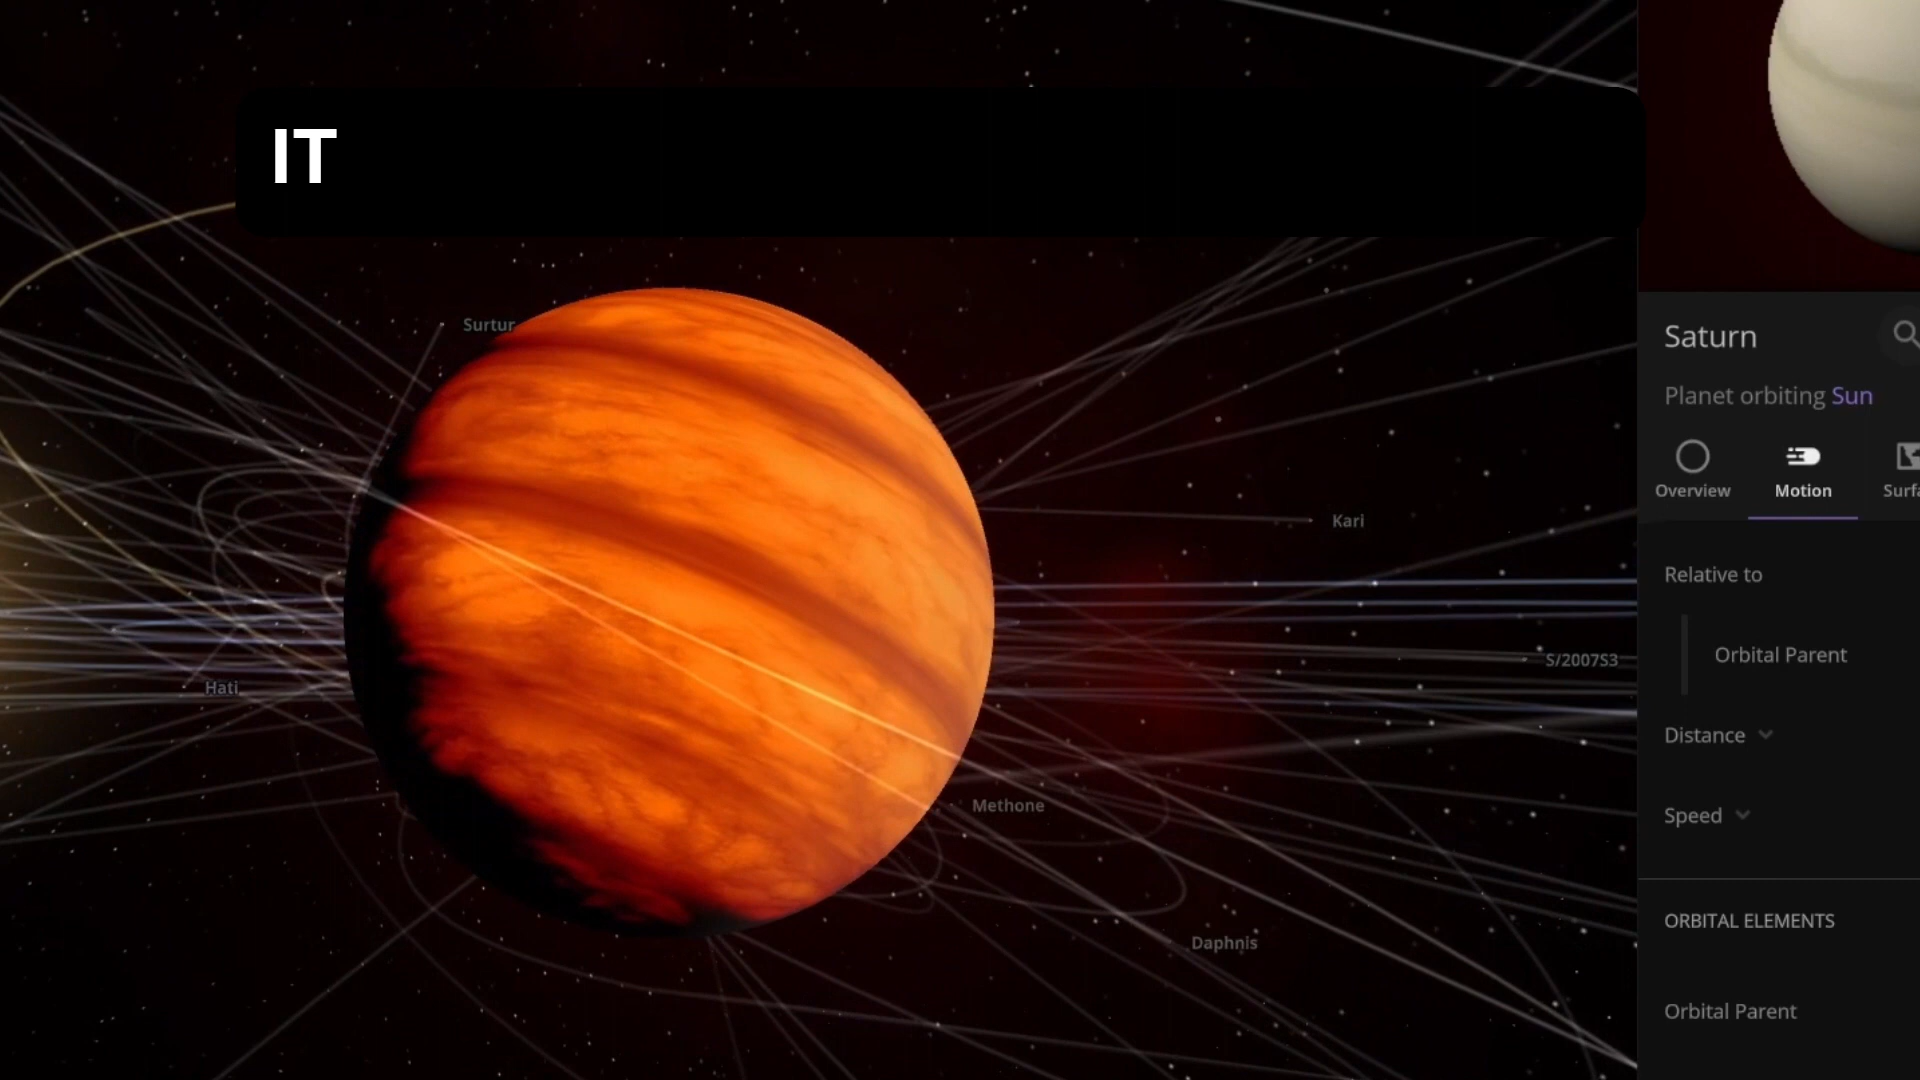 IT
Surtur
Kari
Hati
S/2007S3
Methone
Daphnis
Saturn
Planet orbiting Sun
Overview
Motion
Relative to
Orbital Parent
Distance
Speed
ORBITAL ELEMENTS
Orbital Parent